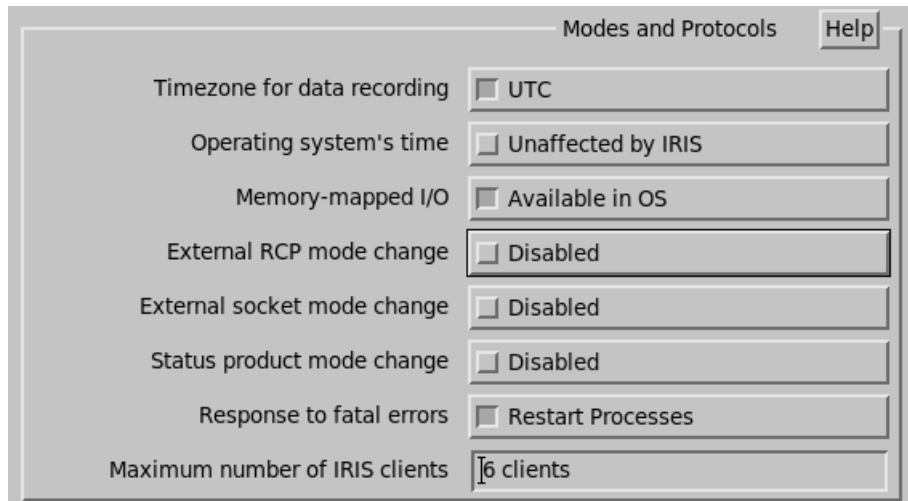 Modes and Protocols Help
Timezone for data recording UTC
Operating system's time Unaffected by IRIS
Memory-mapped I/O Available in OS
External RCP mode change Disabled
External socket mode change Disabled
Status product mode change Disabled
Response to fatal errors Restart Processes
Maximum number of IRIS clients 6 clients